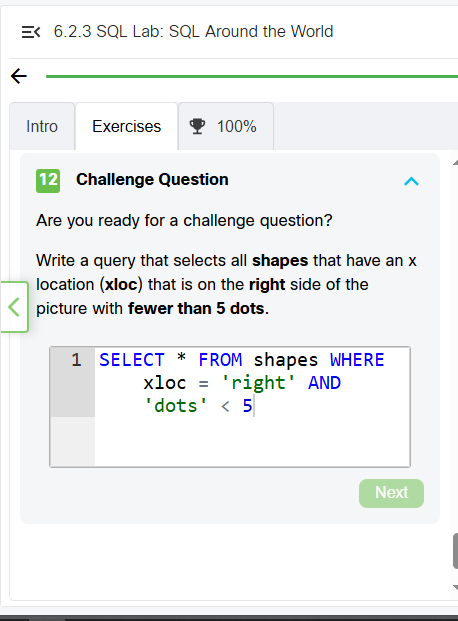 6.2.3 SQL Lab: SQL Around the World
Intro
Exercises
100%
12 Challenge Question
Are you ready for a challenge question?
Write a query that selects all shapes that have an x
location (xloc) that is on the right side of the
picture with fewer than 5 dots.
1 SELECT * FROM shapes WHERE
xloc = 'right' AND
'dots' < 5
Next